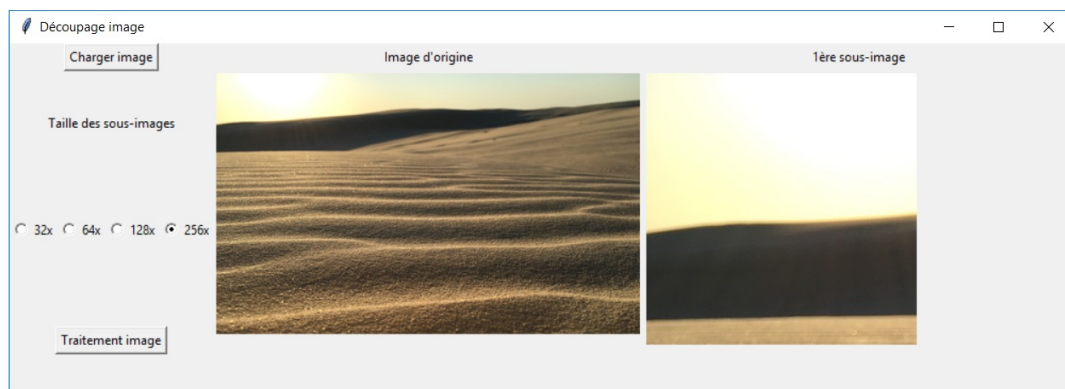 Découpage image
Charger image
Image d'origine
1ère sous-image
Taille des sous-images
32x 64x 128x 256x
Traitement image